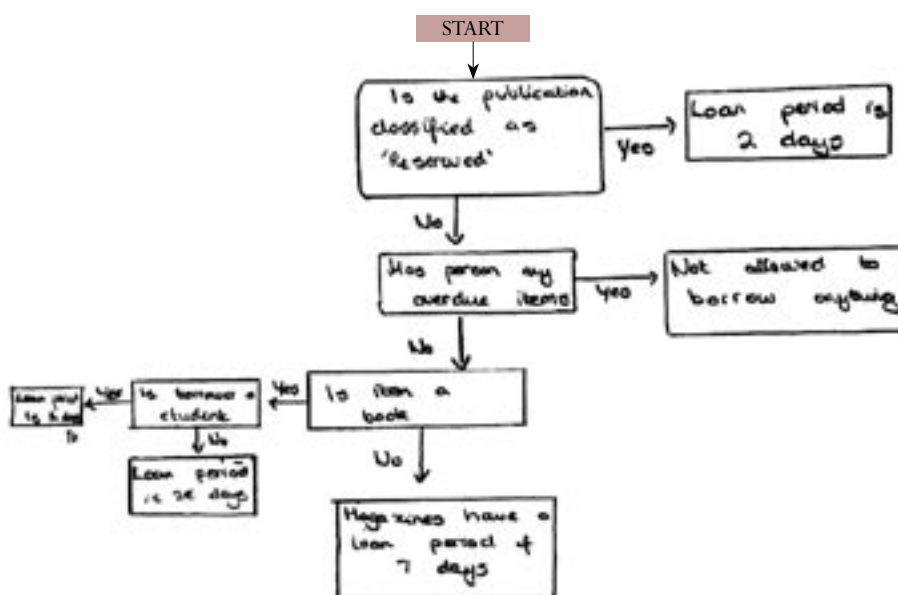 START
Is the publication
classified as
'Reserved'
Yes
Loan period is
2 days
No
Has person any
overdue items
Yes
Not allowed to
borrow anything
No
Is item a
book
Yes
Is borrower a
student
Yes
Loan
is
No
Loan period
is 28 days
No
Magazines have a
loan period of
7 days